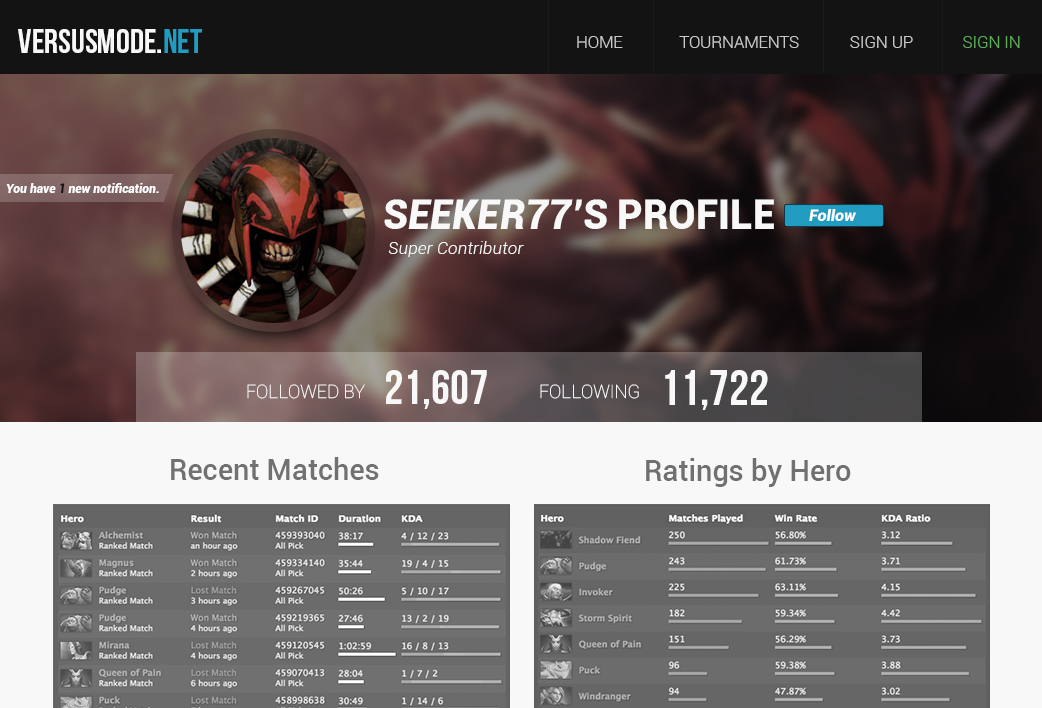 VERSUSMODE.NET HOME TOURNAMENTS SIGN UP SIGN IN
You have 1 new notification.
SEEKER77'S PROFILE Follow
Super Contributor
FOLLOWED BY 21,607 FOLLOWING 11,722
Recent Matches
Hero Result Match ID Duration KDA
Alchemist Won Match 459393040 38:17 4 / 12 / 23
Ranked Match an hour ago All Pick
Magnus Won Match 459334140 35:44 19 / 4 / 15
Ranked Match 2 hours ago All Pick
Pudge Lost Match 459267045 50:26 5 / 10 / 17
Ranked Match 3 hours ago All Pick
Pudge Lost Match 459219365 27:46 13 / 2 / 19
Ranked Match 4 hours ago All Pick
Mirana Lost Match 459120545 1:02:59 16 / 8 / 13
Ranked Match 4 hours ago All Pick
Queen of Pain Lost Match 459070413 28:04 1 / 7 / 2
Ranked Match 6 hours ago All Pick
Puck Lost Match 458998638 30:49 1 / 14 / 6
Ratings by Hero
Hero Matches Played Win Rate KDA Ratio
Shadow Fiend 250 56.80% 3.12
Pudge 243 61.73% 3.71
Invoker 225 63.11% 4.15
Storm Spirit 182 59.34% 4.42
Queen of Pain 151 56.29% 3.73
Puck 96 59.38% 3.88
Windranger 94 47.87% 3.02